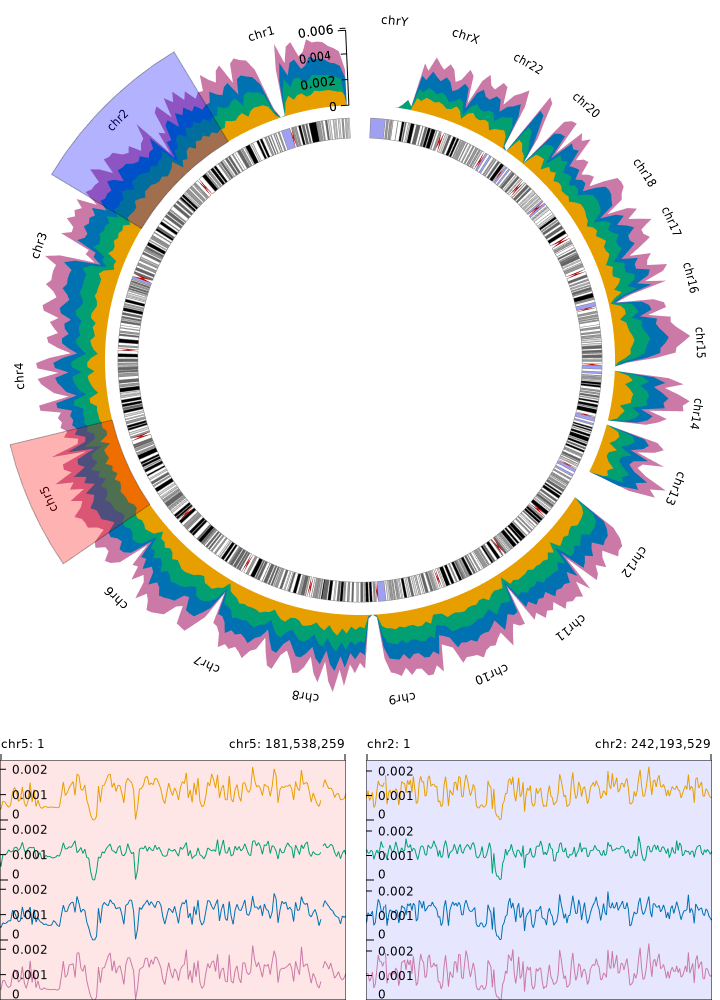 chr1
0.006
0.004
0.002
0
chrY
chrX
chr22
chr20
chr18
chr17
chr16
chr15
chr14
chr13
chr12
chr11
chr10
chr9
chr8
chr7
chr6
chr5
chr4
chr3
chr2
chr5: 1
chr5: 181,538,259
0.002
0.001
0
0.002
0.001
0
0.002
0.001
0
0.002
0.001
0
chr2: 1
chr2: 242,193,529
0.002
0.001
0
0.002
0.001
0
0.002
0.001
0
0.002
0.001
0